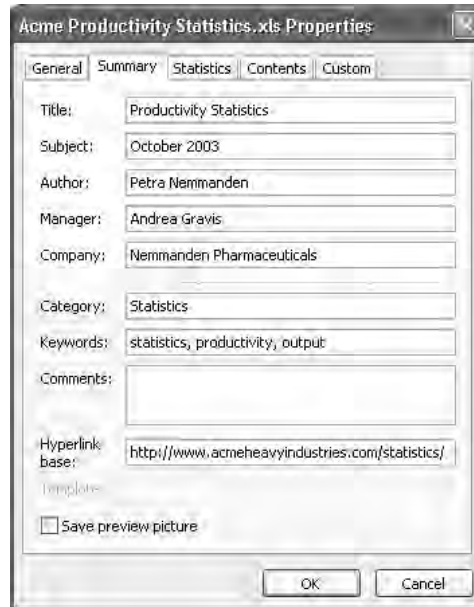 Acme Productivity Statistics.xls Properties
General Summary Statistics Contents Custom
Title: Productivity Statistics
Subject: October 2003
Author: Petra Nemmanden
Manager: Andrea Gravis
Company: Nemmanden Pharmaceuticals
Category: Statistics
Keywords: statistics, productivity, output
Comments:
Hyperlink
base: http://www.acmeheavyindustries.com/statistics/
Template:
Save preview picture
OK Cancel